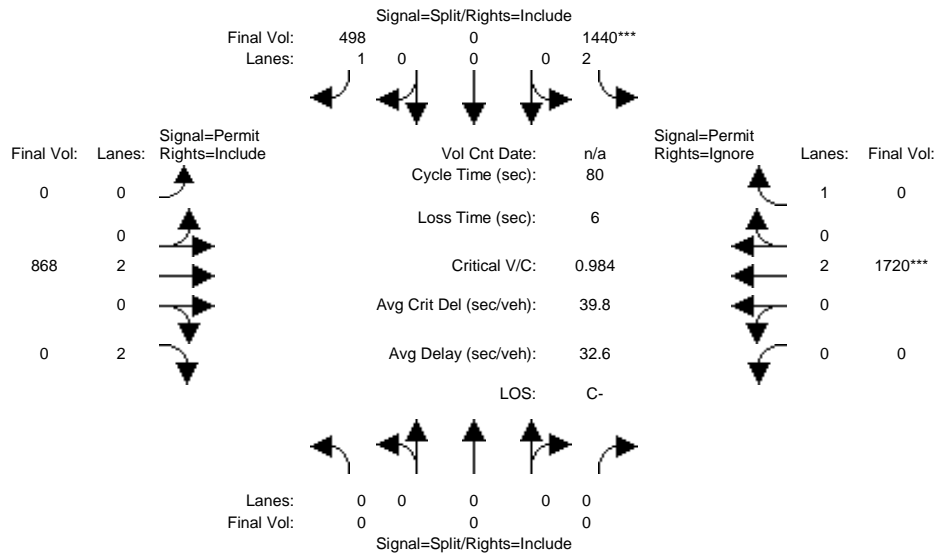 Signal=Split/Rights=Include
Final Vol: 498 0 1440***
Lanes: 1 0 0 0 2
Signal=Permit
Final Vol: Lanes: Rights=Include
Vol Cnt Date: n/a
Signal=Permit
Rights=Ignore Lanes: Final Vol:
Cycle Time (sec): 80
0 0
1 0
Loss Time (sec): 6
0
0
868 2
Critical V/C: 0.984
2 1720***
0
Avg Crit Del (sec/veh): 39.8
0
0 2
Avg Delay (sec/veh): 32.6
0 0
LOS: C-
Lanes: 0 0 0 0 0
Final Vol: 0 0 0
Signal=Split/Rights=Include